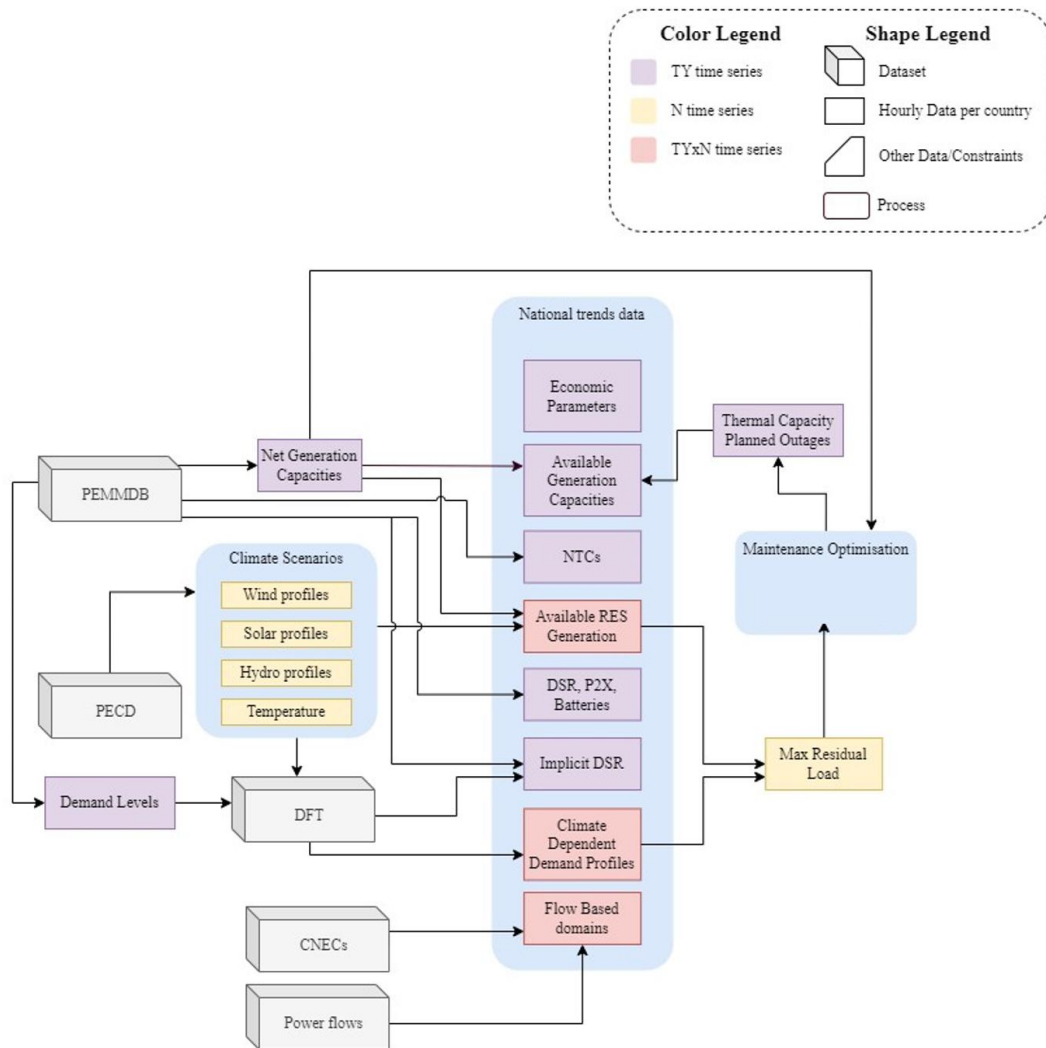 Color Legend
TY time series
N time series
TYxN time series
Shape Legend
Dataset
Hourly Data per country
Other Data/Constraints
Process
National trends data
Economic
Parameters
Thermal Capacity
Planned Outages
Net Generation
Capacities
Available
Generation
Capacities
PEMMDB
NTCs
Maintenance Optimisation
Climate Scenarios
Wind profiles
Solar profiles
Hydro profiles
Temperature
Available RES
Generation
PECD
DSR, P2X,
Batteries
Implicit DSR
Max Residual
Load
Demand Levels
DFT
Climate
Dependent
Demand Profiles
Flow Based
domains
CNECs
Power flows